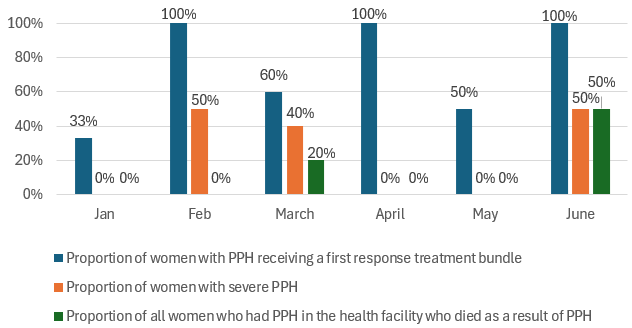 100%
80%
60%
40%
20%
0%
33%
0%
0%
100%
50%
0%
60%
40%
20%
100%
0%
0%
50%
0%
0%
100%
50%
50%
Jan
Feb
March
April
May
June
Proportion of women with PPH receiving a first response treatment bundle
Proportion of women with severe PPH
Proportion of all women who had PPH in the health facility who died as a result of PPH